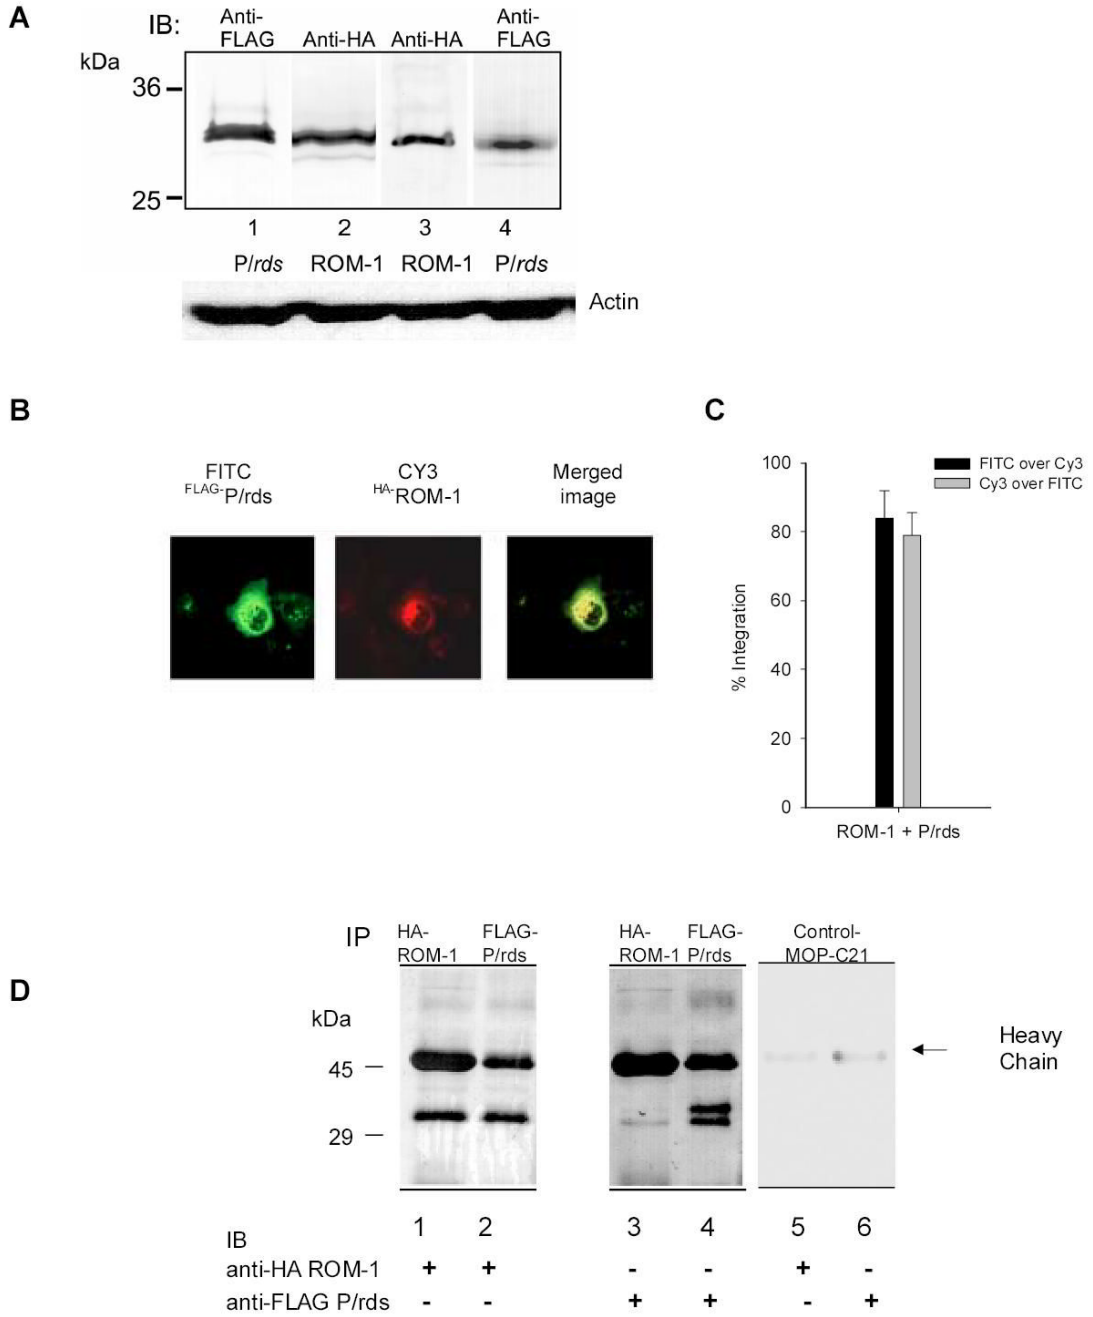 A
IB:
Anti-
FLAG
Anti-HA
Anti-HA
Anti-
FLAG
kDa
36
25
1 2 3 4
P/rds ROM-1 ROM-1 P/rds
Actin
B
FITC
FLAG-P/rds
CY3
HA-ROM-1
Merged
image
C
100
80
60
40
20
0
% Integration
FITC over Cy3
Cy3 over FITC
ROM-1 + P/rds
D
IP
HA-
ROM-1
FLAG-
P/rds
HA-
ROM-1
FLAG-
P/rds
Control-
MOP-C21
kDa
45
29
Heavy
Chain
1 2 3 4 5 6
IB
anti-HA ROM-1 + + - - + -
anti-FLAG P/rds - - + + - +